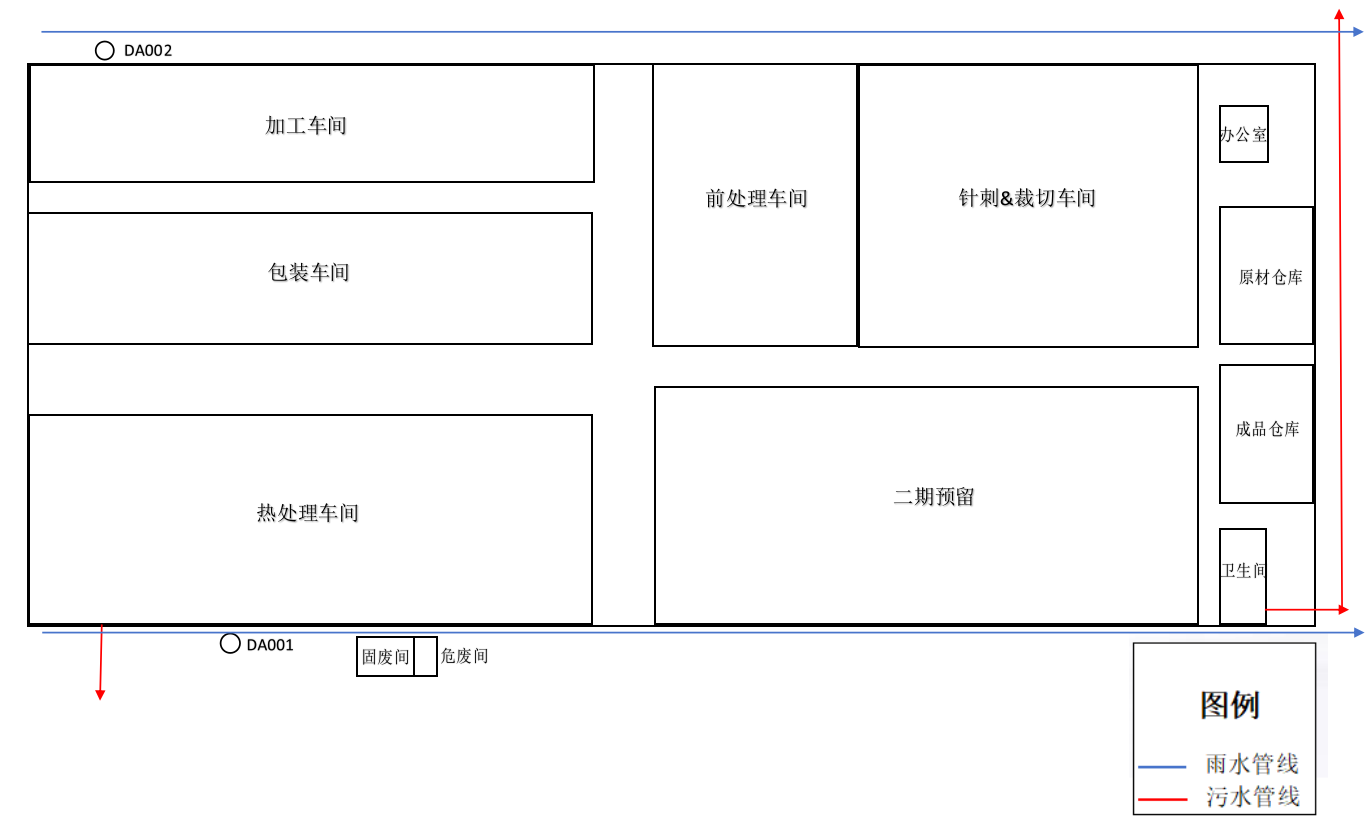 DA002
加工车间
前处理车间
针刺&裁切车间
办公室
包装车间
原材仓库
成品仓库
热处理车间
二期预留
卫生间
DA001
固废间
危废间
图例
雨水管线
污水管线